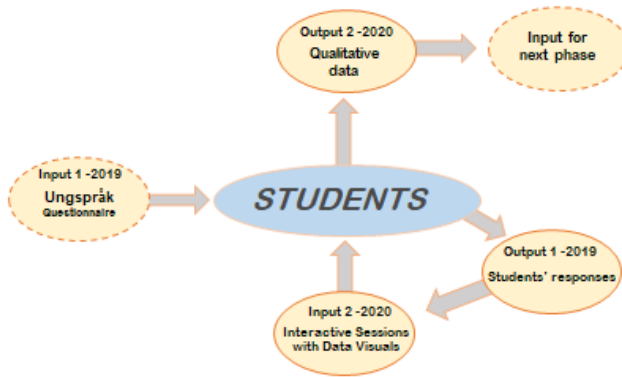 Output 2 -2020
Qualitative
data
Input for
next phase
Input 1 -2019
Ungspråk
Questionnaire
STUDENTS
Output 1 -2019
Students' responses
Input 2 -2020
Interactive Sessions
with Data Visuals